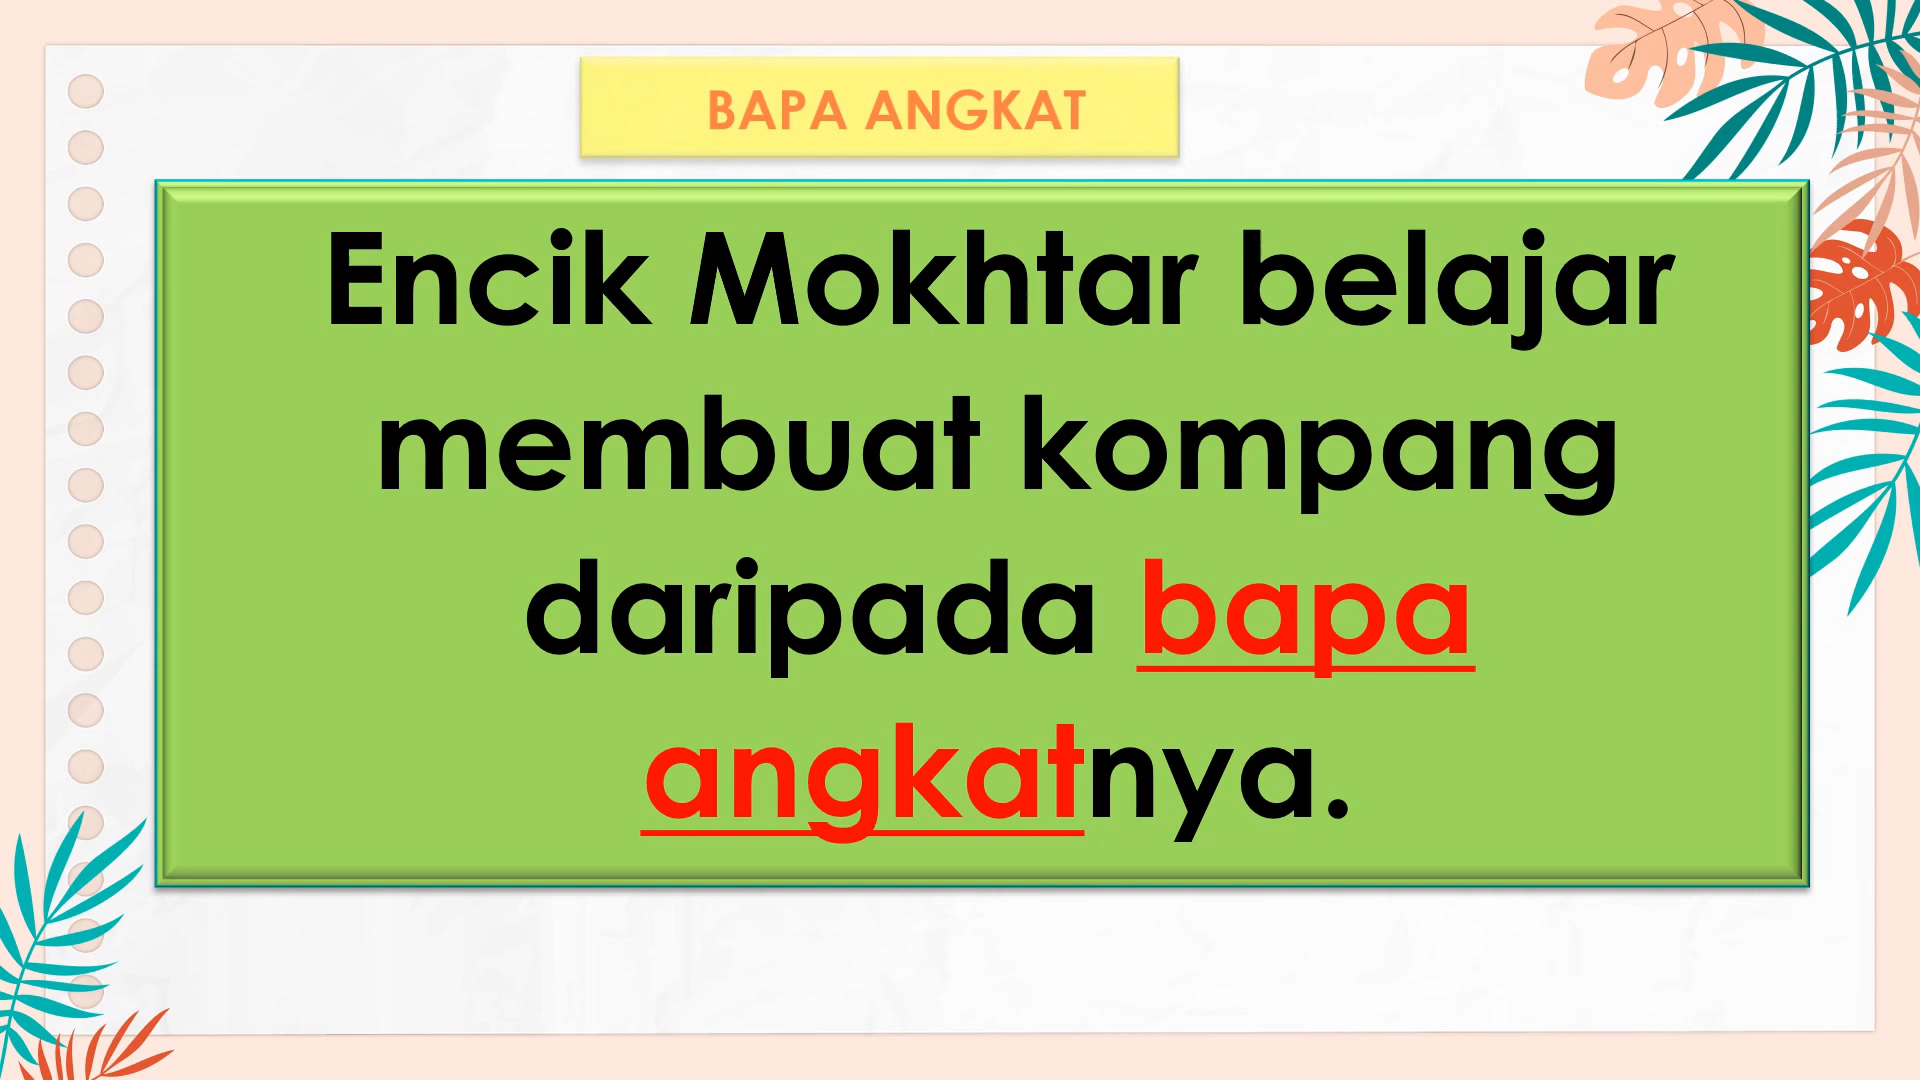 BAPA ANGKAT
Encik Mokhtar belajar
membuat kompang
daripada bapa
angkatnya.